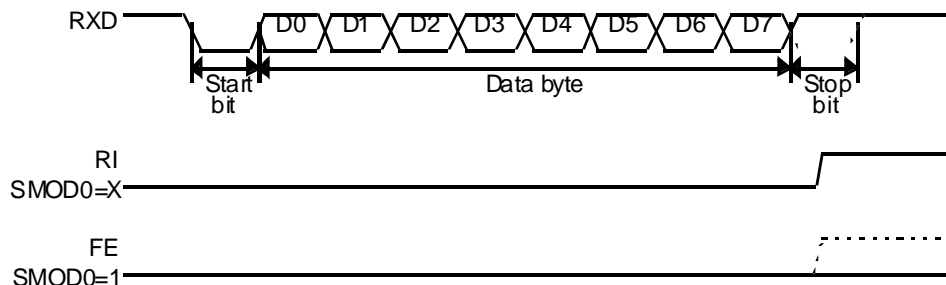 RXD D0 D1 D2 D3 D4 D5 D6 D7
Start bit
Data byte
Stop bit
RI
SMOD0=X
FE
SMOD0=1